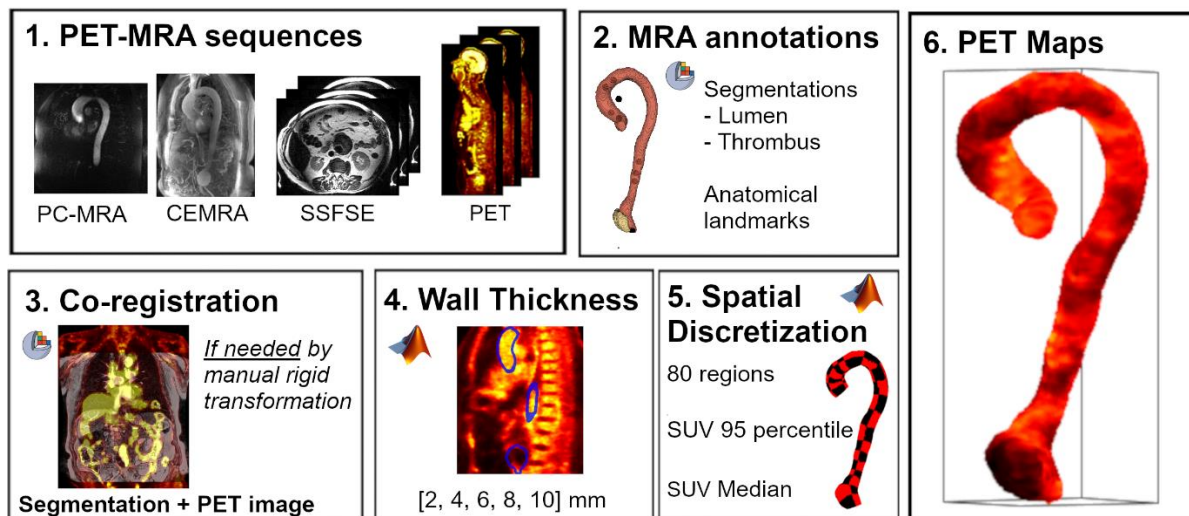 1. PET-MRA sequences
PC-MRA
CEMRA
SSFSE
PET
2. MRA annotations
Segmentations
- Lumen
- Thrombus
Anatomical
landmarks
3. Co-registration
If needed by
manual rigid
transformation
Segmentation + PET image
4. Wall Thickness
[2, 4, 6, 8, 10] mm
5. Spatial
Discretization
80 regions
SUV 95 percentile
SUV Median
6. PET Maps